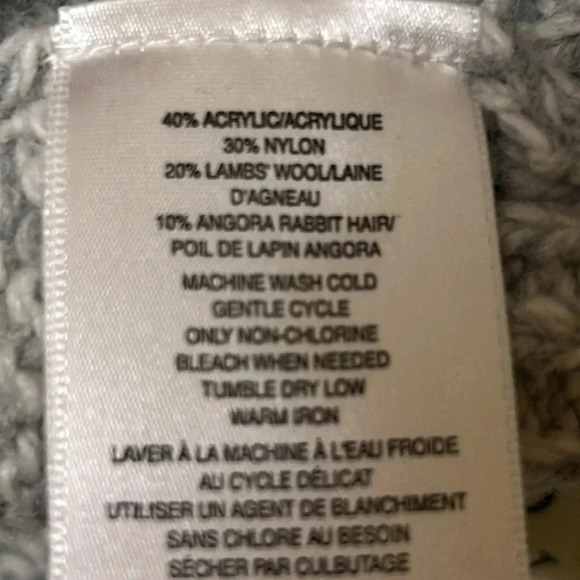 40% ACRYLIC/ACRYLIQUE
30% NYLON
20% LAMBS' WOOL/LAINE
D'AGNEAU
10% ANGORA RABBIT HAIR/
POIL DE LAPIN ANGORA
MACHINE WASH COLD
GENTLE CYCLE
ONLY NON-CHLORINE
BLEACH WHEN NEEDED
TUMBLE DRY LOW
WARM IRON
LAVER À LA MACHINE À L'EAU FROIDE
AU CYCLE DÉLICAT
UTILISER UN AGENT DE BLANCHIMENT
SANS CHLORE AU BESOIN
SÉCHER PAR CULBUTAGE